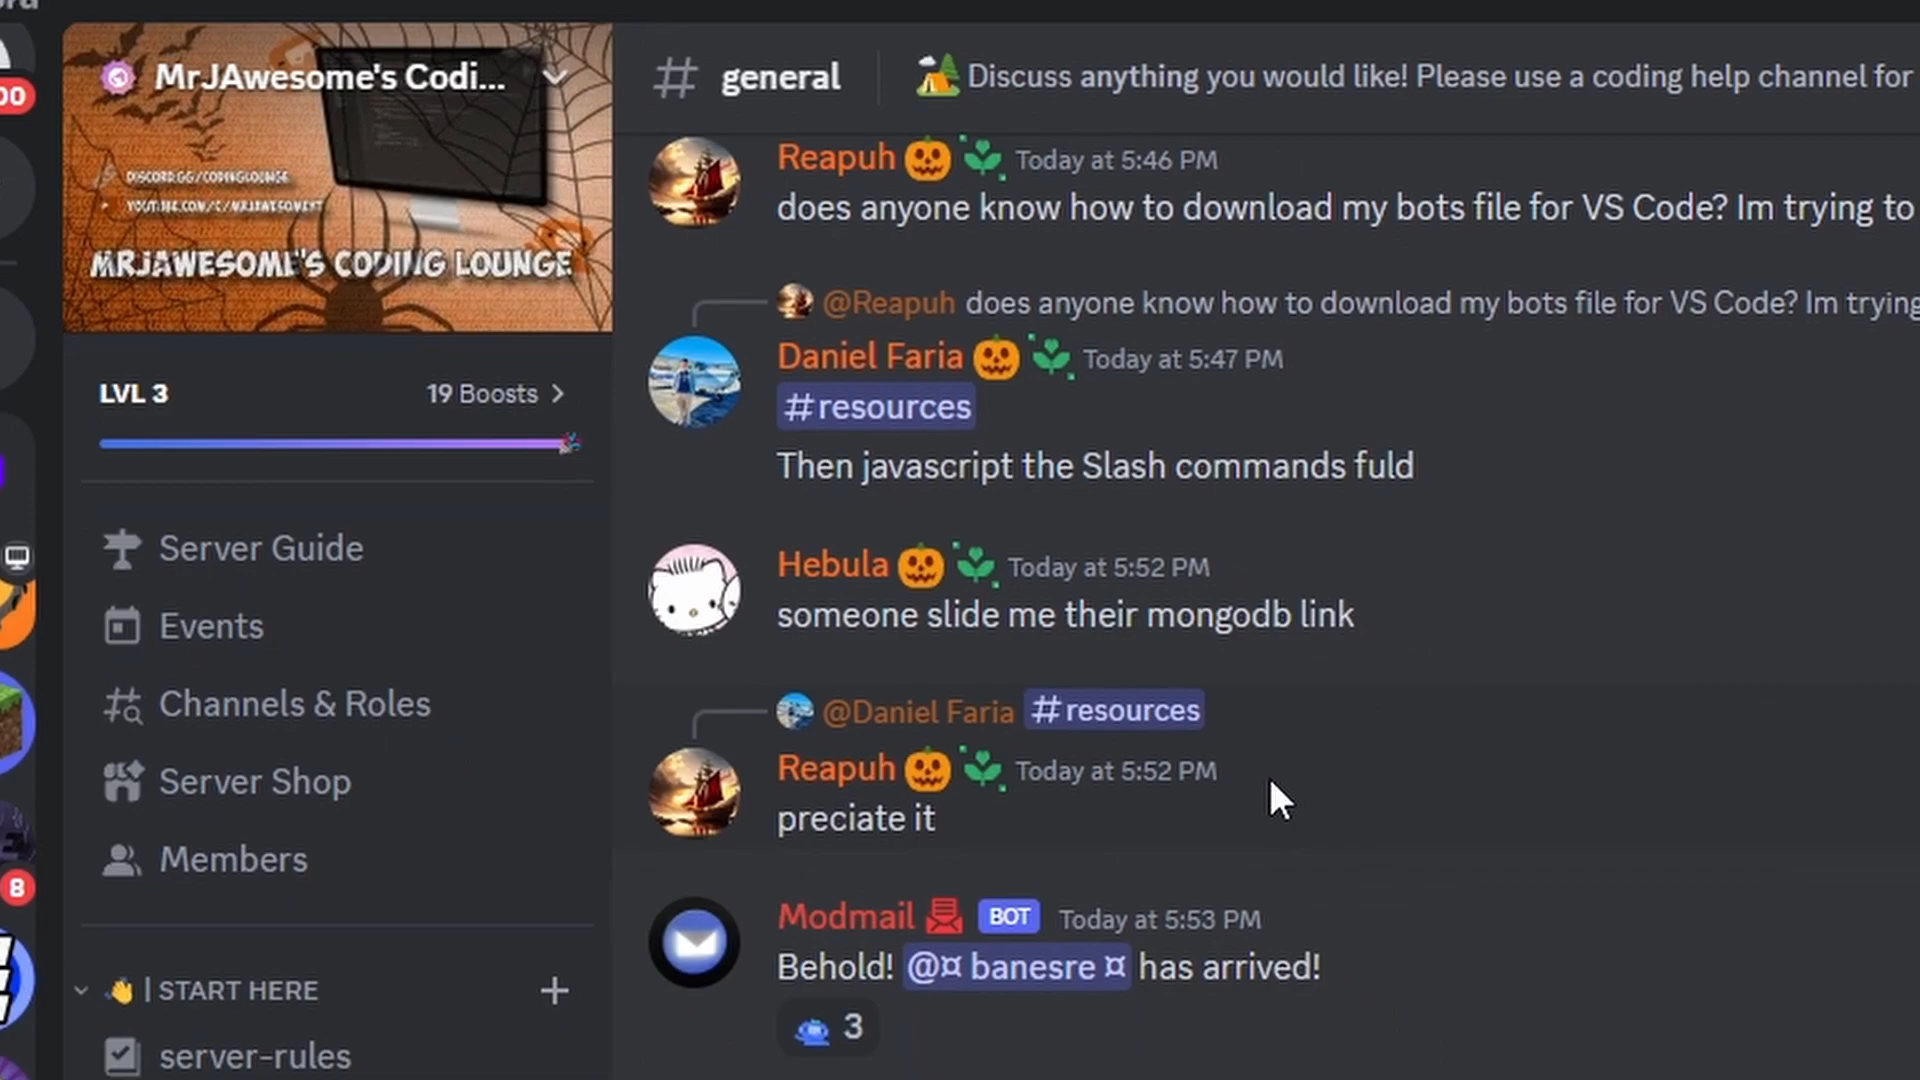 MrJAwesome's Codi...
DISCORD.GG/CODINGLOUNGE
MRJAWESOME'S CODING LOUNGE
LVL 3
19 Boosts
Server Guide
Events
Channels & Roles
Server Shop
Members
👋 | START HERE
server-rules
00
8
# general
Discuss anything you would like! Please use a coding help channel for
Reapuh Today at 5:46 PM
does anyone know how to download my bots file for VS Code? Im trying to
@Reapuh does anyone know how to download my bots file for VS Code? Im trying
Daniel Faria Today at 5:47 PM
#resources
Then javascript the Slash commands fuld
Hebula Today at 5:52 PM
someone slide me their mongodb link
@Daniel Faria #resources
Reapuh Today at 5:52 PM
preciate it
Modmail BOT Today at 5:53 PM
Behold! @¤ banesre ¤ has arrived!
3